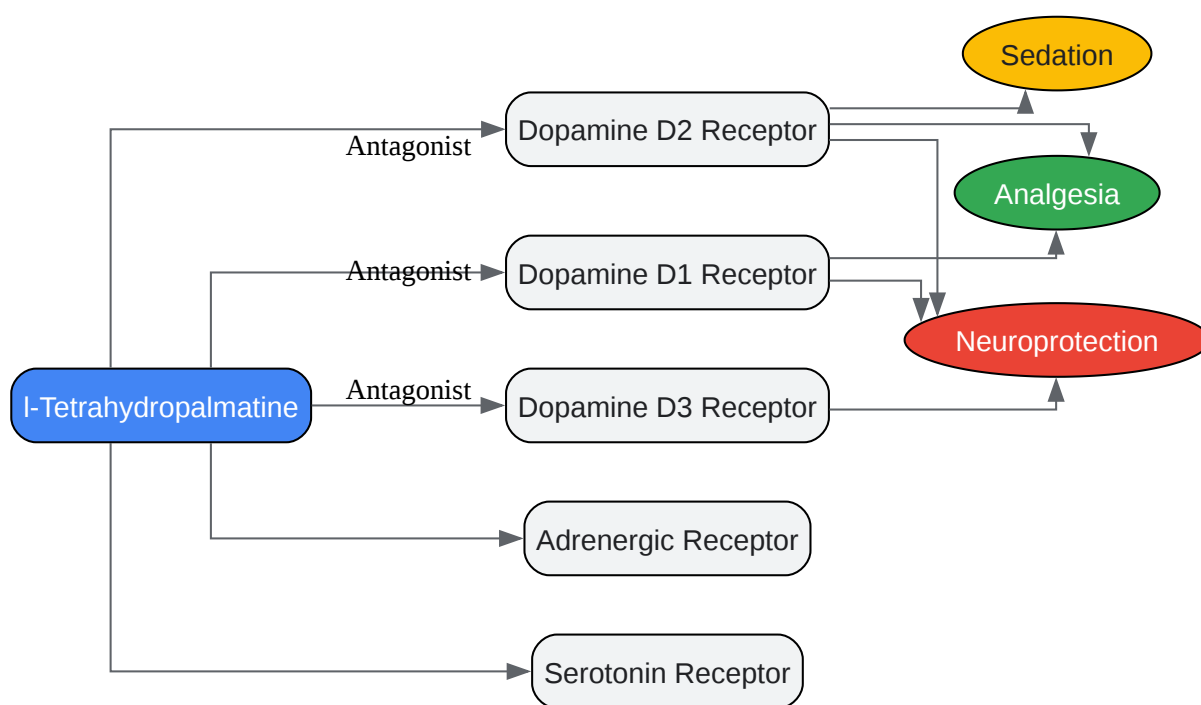 Sedation
Dopamine D2 Receptor
Antagonist
Analgesia
Dopamine D1 Receptor
Antagonist
Neuroprotection
Antagonist
l-Tetrahydropalmatine
Dopamine D3 Receptor
Adrenergic Receptor
Serotonin Receptor